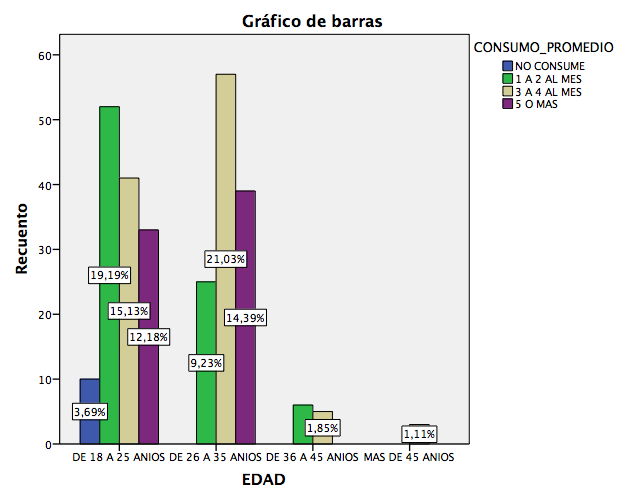 Gráfico de barras
CONSUMO_PROMEDIO
NO CONSUME
1 A 2 AL MES
3 A 4 AL MES
5 O MAS
Recuento
60
50
40
30
20
10
0
3,69%
19,19%
15,13%
12,18%
9,23%
21,03%
14,39%
1,85%
1,11%
DE 18 A 25 ANIOS
DE 26 A 35 ANIOS
DE 36 A 45 ANIOS
MAS DE 45 ANIOS
EDAD